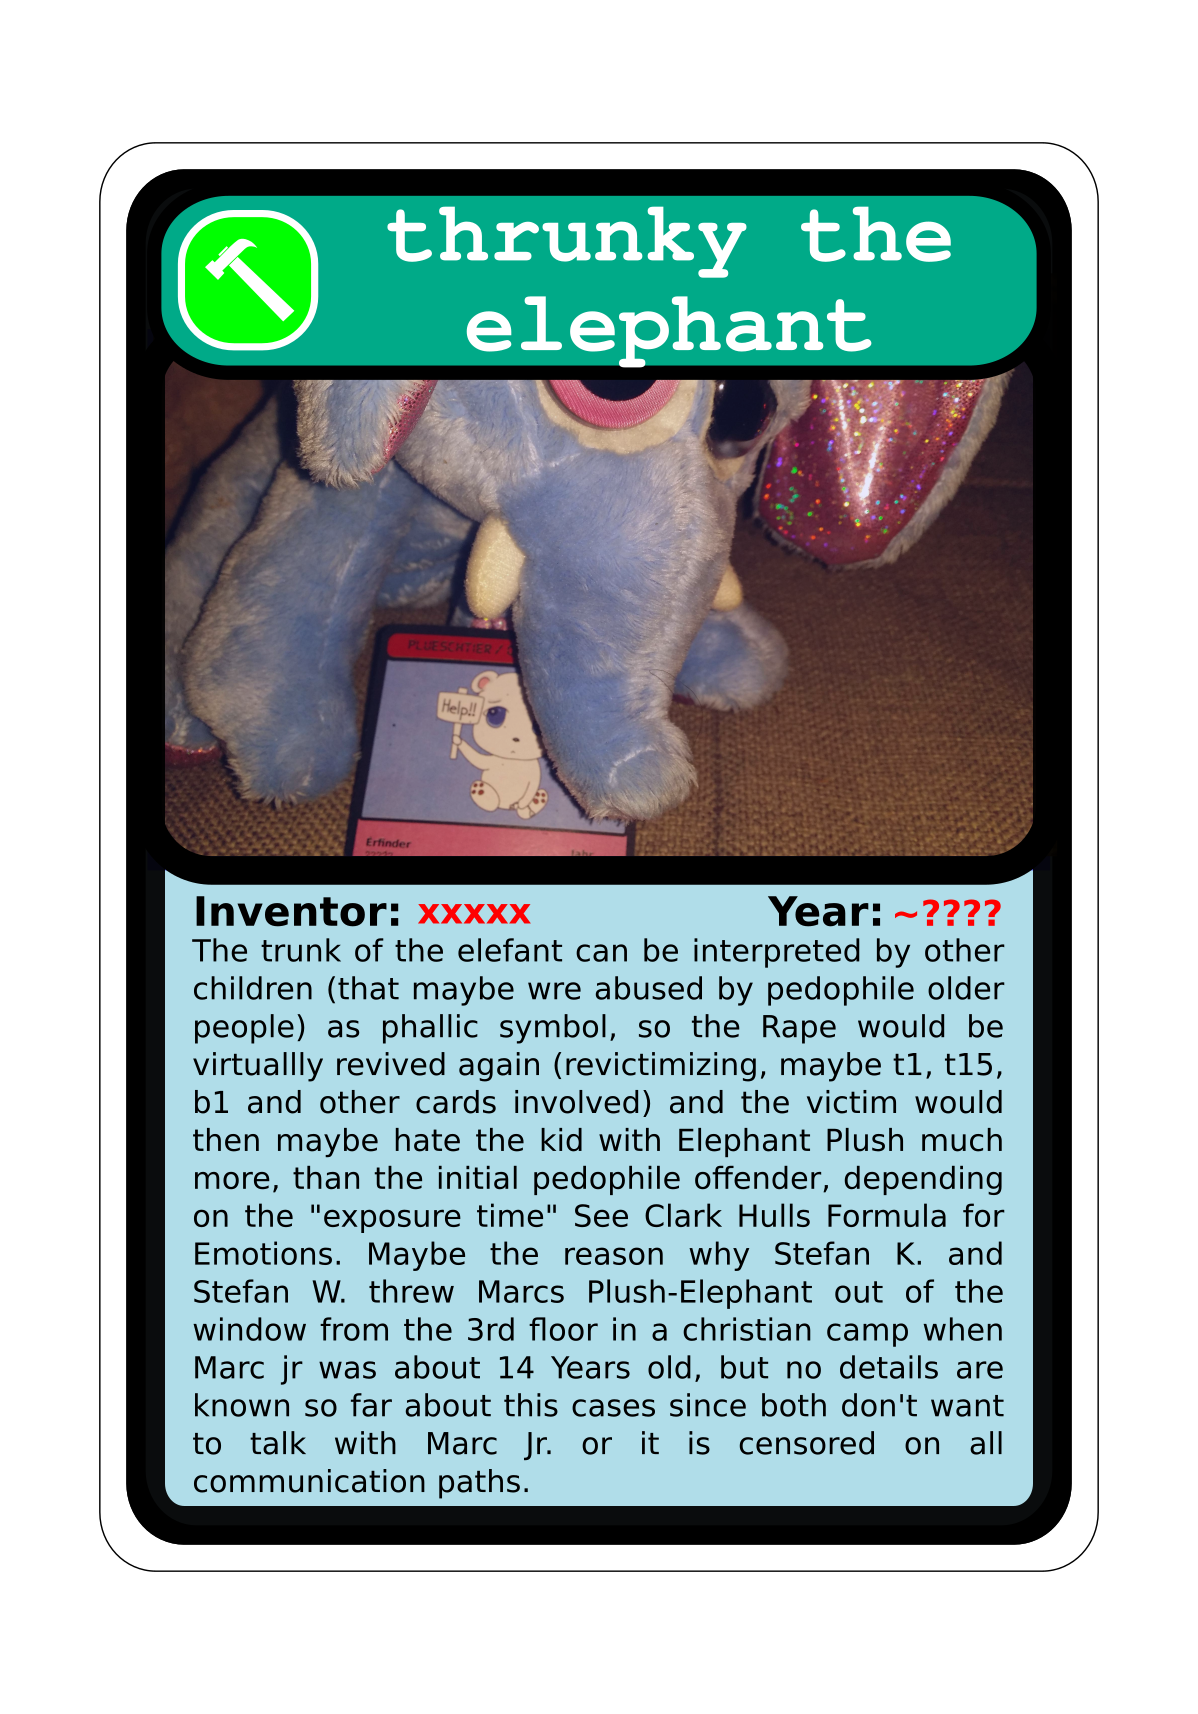 thrunky the
elephant
PLUESCHTIER /
Help!!
Erfinder
Jahr
Inventor: xxxxx Year: ~????
The trunk of the elefant can be interpreted by other
children (that maybe wre abused by pedophile older
people) as phallic symbol, so the Rape would be
virtuallly revived again (revictimizing, maybe t1, t15,
b1 and other cards involved) and the victim would
then maybe hate the kid with Elephant Plush much
more, than the initial pedophile offender, depending
on the "exposure time" See Clark Hulls Formula for
Emotions. Maybe the reason why Stefan K. and
Stefan W. threw Marcs Plush-Elephant out of the
window from the 3rd floor in a christian camp when
Marc jr was about 14 Years old, but no details are
known so far about this cases since both don't want
to talk with Marc Jr. or it is censored on all
communication paths.